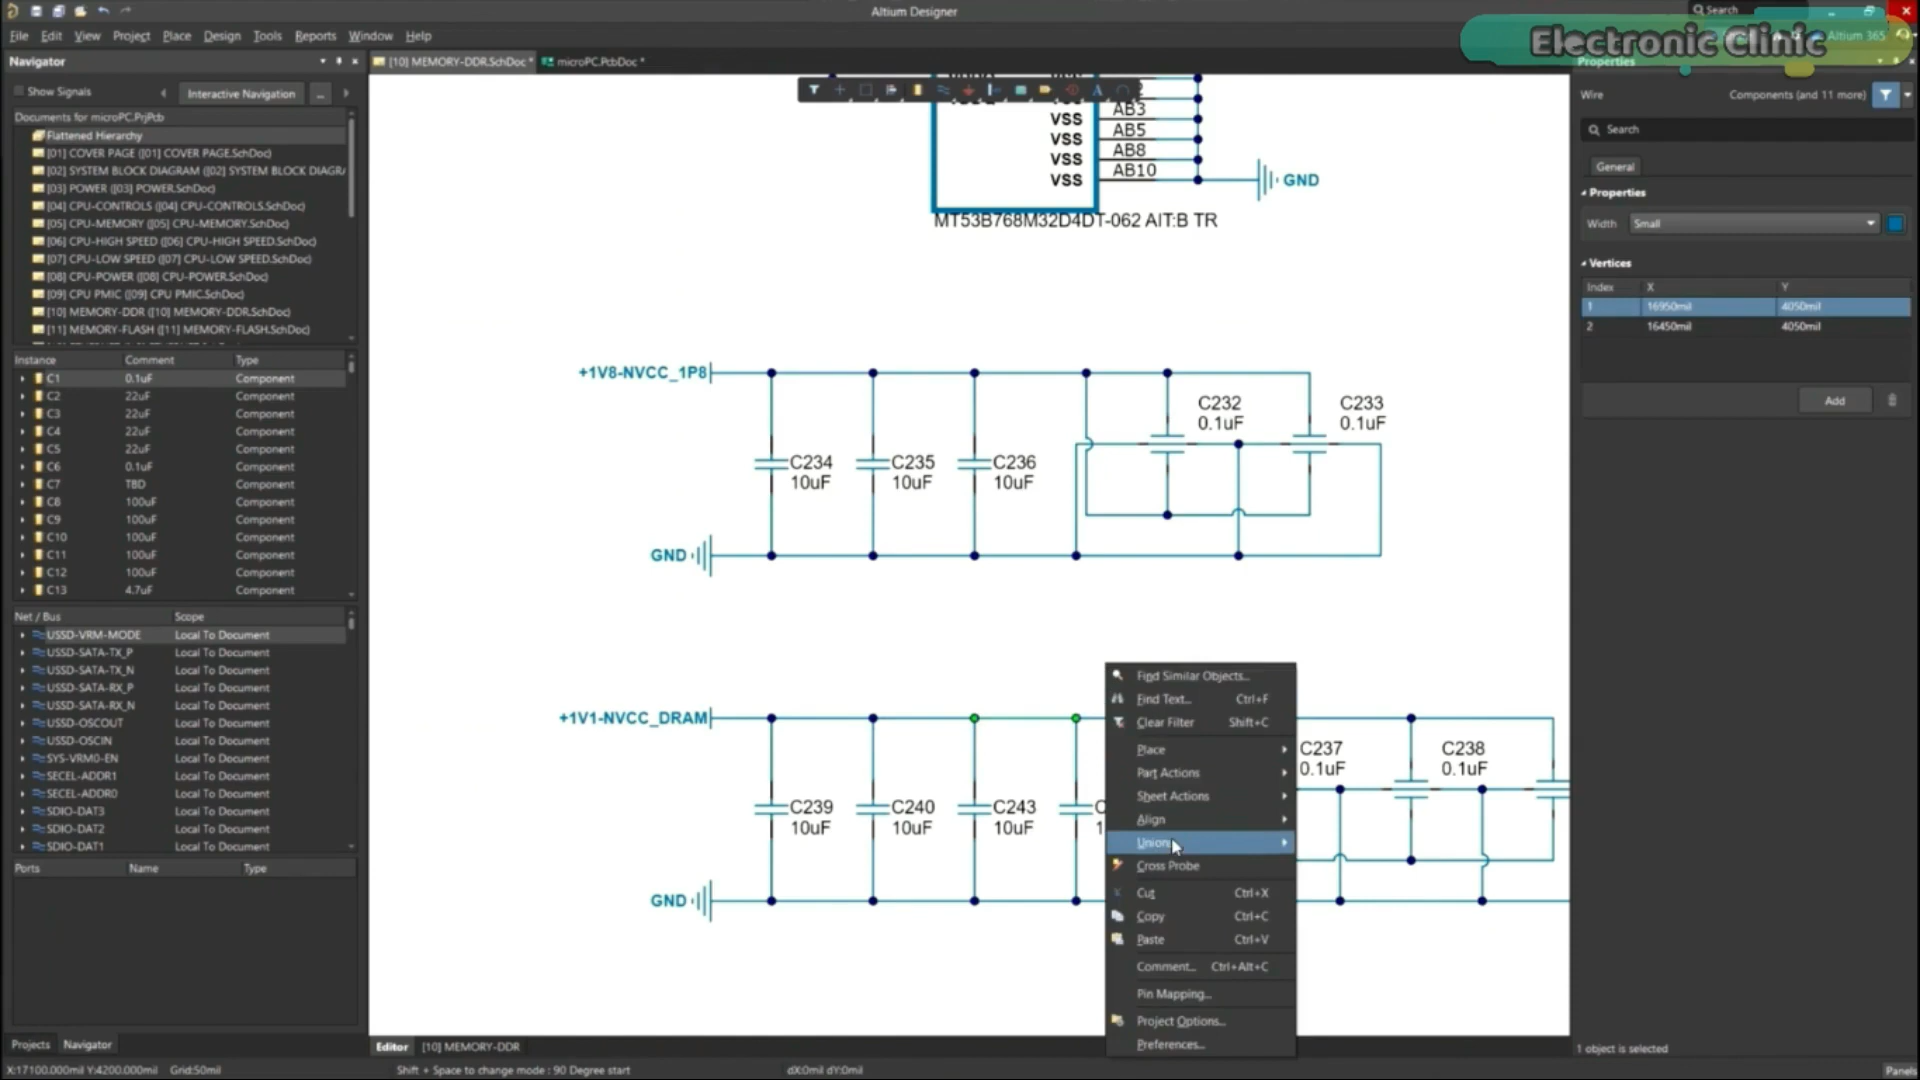 Altium Designer
Search
Electronic Clinic
Altium 365
File Edit View Project Place Design Tools Reports Window Help
Navigator
[10] MEMORY-DDR.SchDoc *
microPC.PcbDoc *
Properties
Show Signals
Interactive Navigation
...
Wire
Components (and 11 more)
Documents for microPC.PrjPcb
Search
Flattened Hierarchy
[01] COVER PAGE ([01] COVER PAGE.SchDoc)
[02] SYSTEM BLOCK DIAGRAM ([02] SYSTEM BLOCK DIAGRA
[03] POWER ([03] POWER.SchDoc)
[04] CPU-CONTROLS ([04] CPU-CONTROLS.SchDoc)
[05] CPU-MEMORY ([05] CPU-MEMORY.SchDoc)
[06] CPU-HIGH SPEED ([06] CPU-HIGH SPEED.SchDoc)
[07] CPU-LOW SPEED ([07] CPU-LOW SPEED.SchDoc)
[08] CPU-POWER ([08] CPU-POWER.SchDoc)
[09] CPU PMIC ([09] CPU PMIC.SchDoc)
[10] MEMORY-DDR ([10] MEMORY-DDR.SchDoc)
[11] MEMORY-FLASH ([11] MEMORY-FLASH.SchDoc)
Instance Comment Type
C1 0.1uF Component
C2 22uF Component
C3 22uF Component
C4 22uF Component
C5 22uF Component
C6 0.1uF Component
C7 TBD Component
C8 100uF Component
C9 100uF Component
C10 100uF Component
C11 100uF Component
C12 100uF Component
C13 4.7uF Component
Net / Bus Scope
USSD-VRM-MODE Local To Document
USSD-SATA-TX_P Local To Document
USSD-SATA-TX_N Local To Document
USSD-SATA-RX_P Local To Document
USSD-SATA-RX_N Local To Document
USSD-OSCOUT Local To Document
USSD-OSCIN Local To Document
SYS-VRM0-EN Local To Document
SECEL-ADDR1 Local To Document
SECEL-ADDR0 Local To Document
SDIO-DAT3 Local To Document
SDIO-DAT2 Local To Document
SDIO-DAT1 Local To Document
Ports Name Type
Projects Navigator
VSS AB3
VSS AB5
VSS AB8
VSS AB10
GND
MT53B768M32D4DT-062 AIT:B TR
+1V8-NVCC_1P8
C232
0.1uF
C233
0.1uF
C234
10uF
C235
10uF
C236
10uF
GND
+1V1-NVCC_DRAM
C237
0.1uF
C238
0.1uF
C239
10uF
C240
10uF
C243
10uF
GND
Find Similar Objects...
Find Text... Ctrl+F
Clear Filter Shift+C
Place
Part Actions
Sheet Actions
Align
Unions
Cross Probe
Cut Ctrl+X
Copy Ctrl+C
Paste Ctrl+V
Comment... Ctrl+Alt+C
Pin Mapping...
Project Options...
Preferences...
General
Properties
Width Small
Vertices
Index X Y
1 16950mil 4050mil
2 16450mil 4050mil
Add
Editor [10] MEMORY-DDR
1 object is selected
X:17100.000mil Y:4200.000mil Grid:50mil
Shift + Space to change mode : 90 Degree start
dX:0mil dY:0mil
Panels